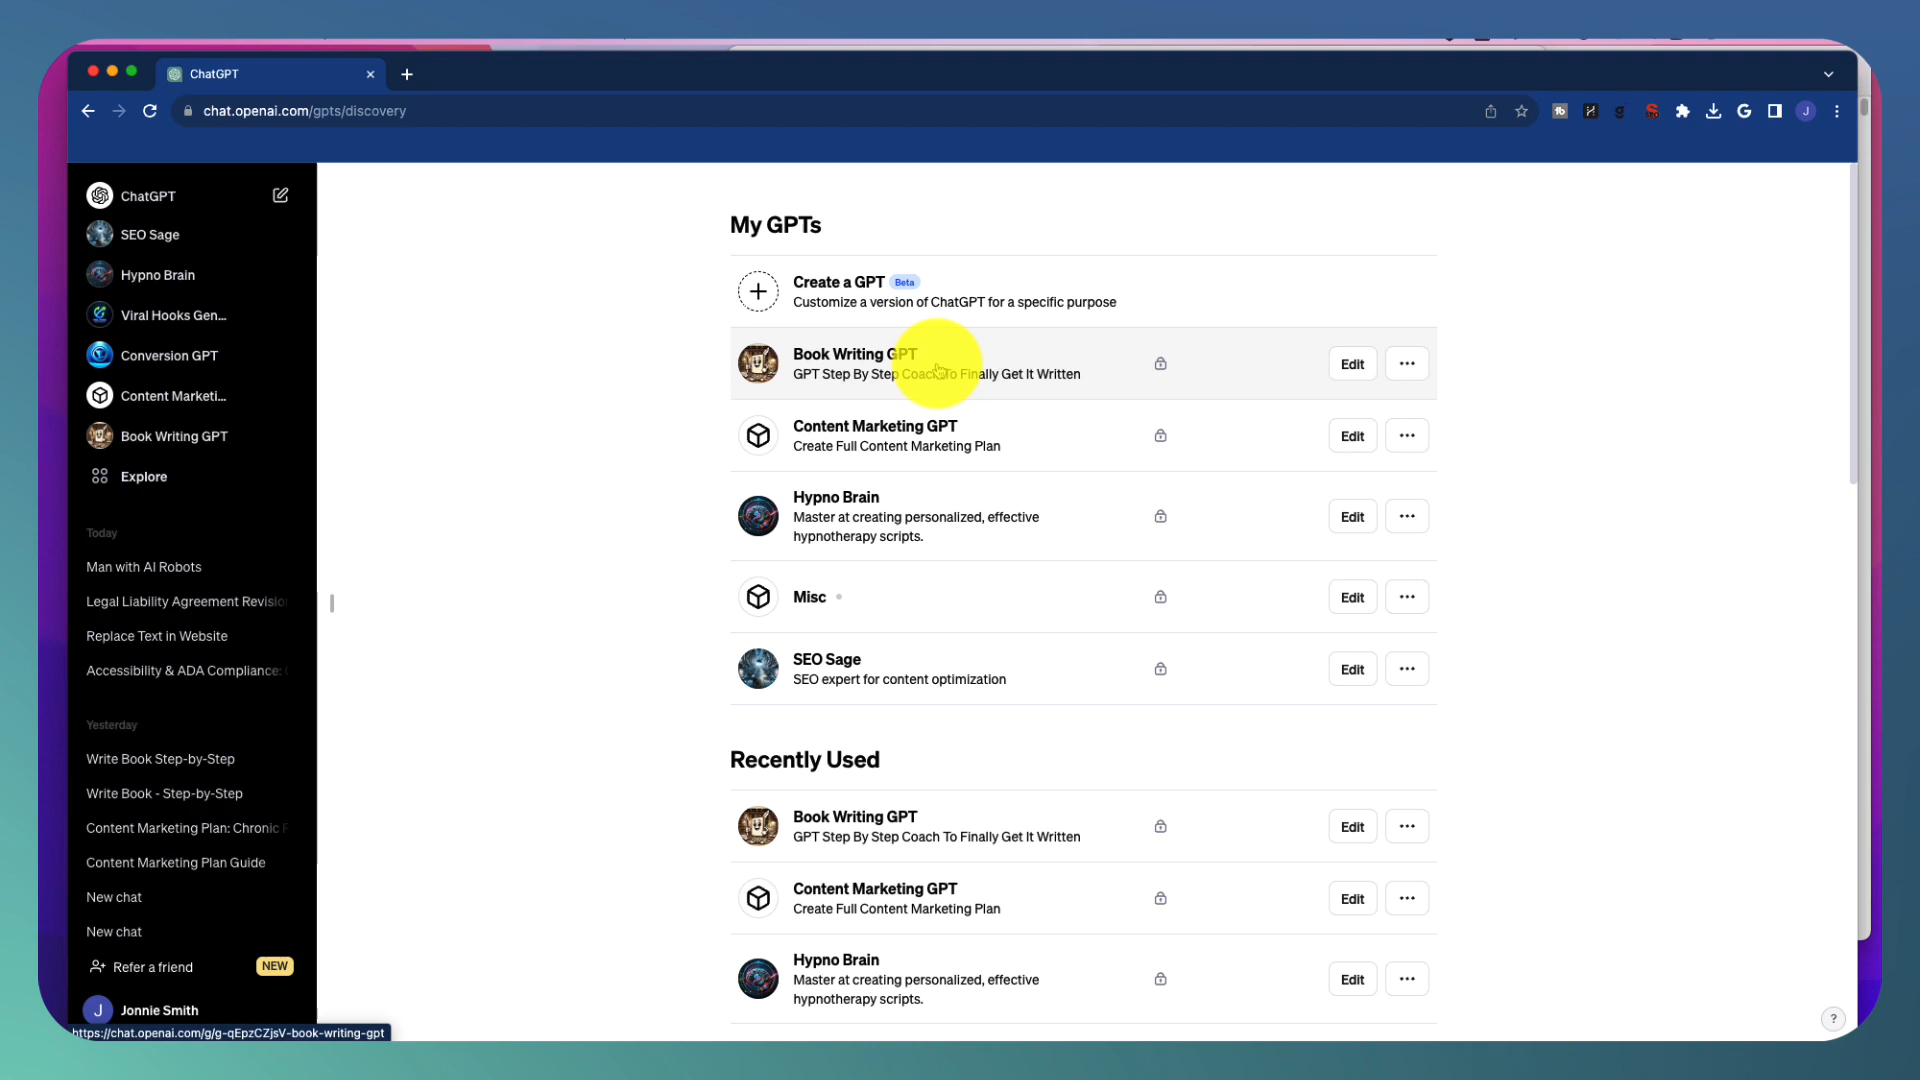 ChatGPT
chat.openai.com/gpts/discovery
J
ChatGPT
SEO Sage
Hypno Brain
Viral Hooks Gen...
Conversion GPT
Content Marketi...
Book Writing GPT
Explore
Today
Man with AI Robots
Legal Liability Agreement Revisio
Replace Text in Website
Accessibility & ADA Compliance:
Yesterday
Write Book Step-by-Step
Write Book - Step-by-Step
Content Marketing Plan: Chronic
Content Marketing Plan Guide
New chat
New chat
Refer a friend NEW
J Jonnie Smith
https://chat.openai.com/g/g-qEpzCZjsV-book-writing-gpt
My GPTs
Create a GPT Beta
Customize a version of ChatGPT for a specific purpose
Book Writing GPT
GPT Step By Step Coach To Finally Get It Written
Edit
Content Marketing GPT
Create Full Content Marketing Plan
Edit
Hypno Brain
Master at creating personalized, effective
hypnotherapy scripts.
Edit
Misc
Edit
SEO Sage
SEO expert for content optimization
Edit
Recently Used
Book Writing GPT
GPT Step By Step Coach To Finally Get It Written
Edit
Content Marketing GPT
Create Full Content Marketing Plan
Edit
Hypno Brain
Master at creating personalized, effective
hypnotherapy scripts.
Edit
?